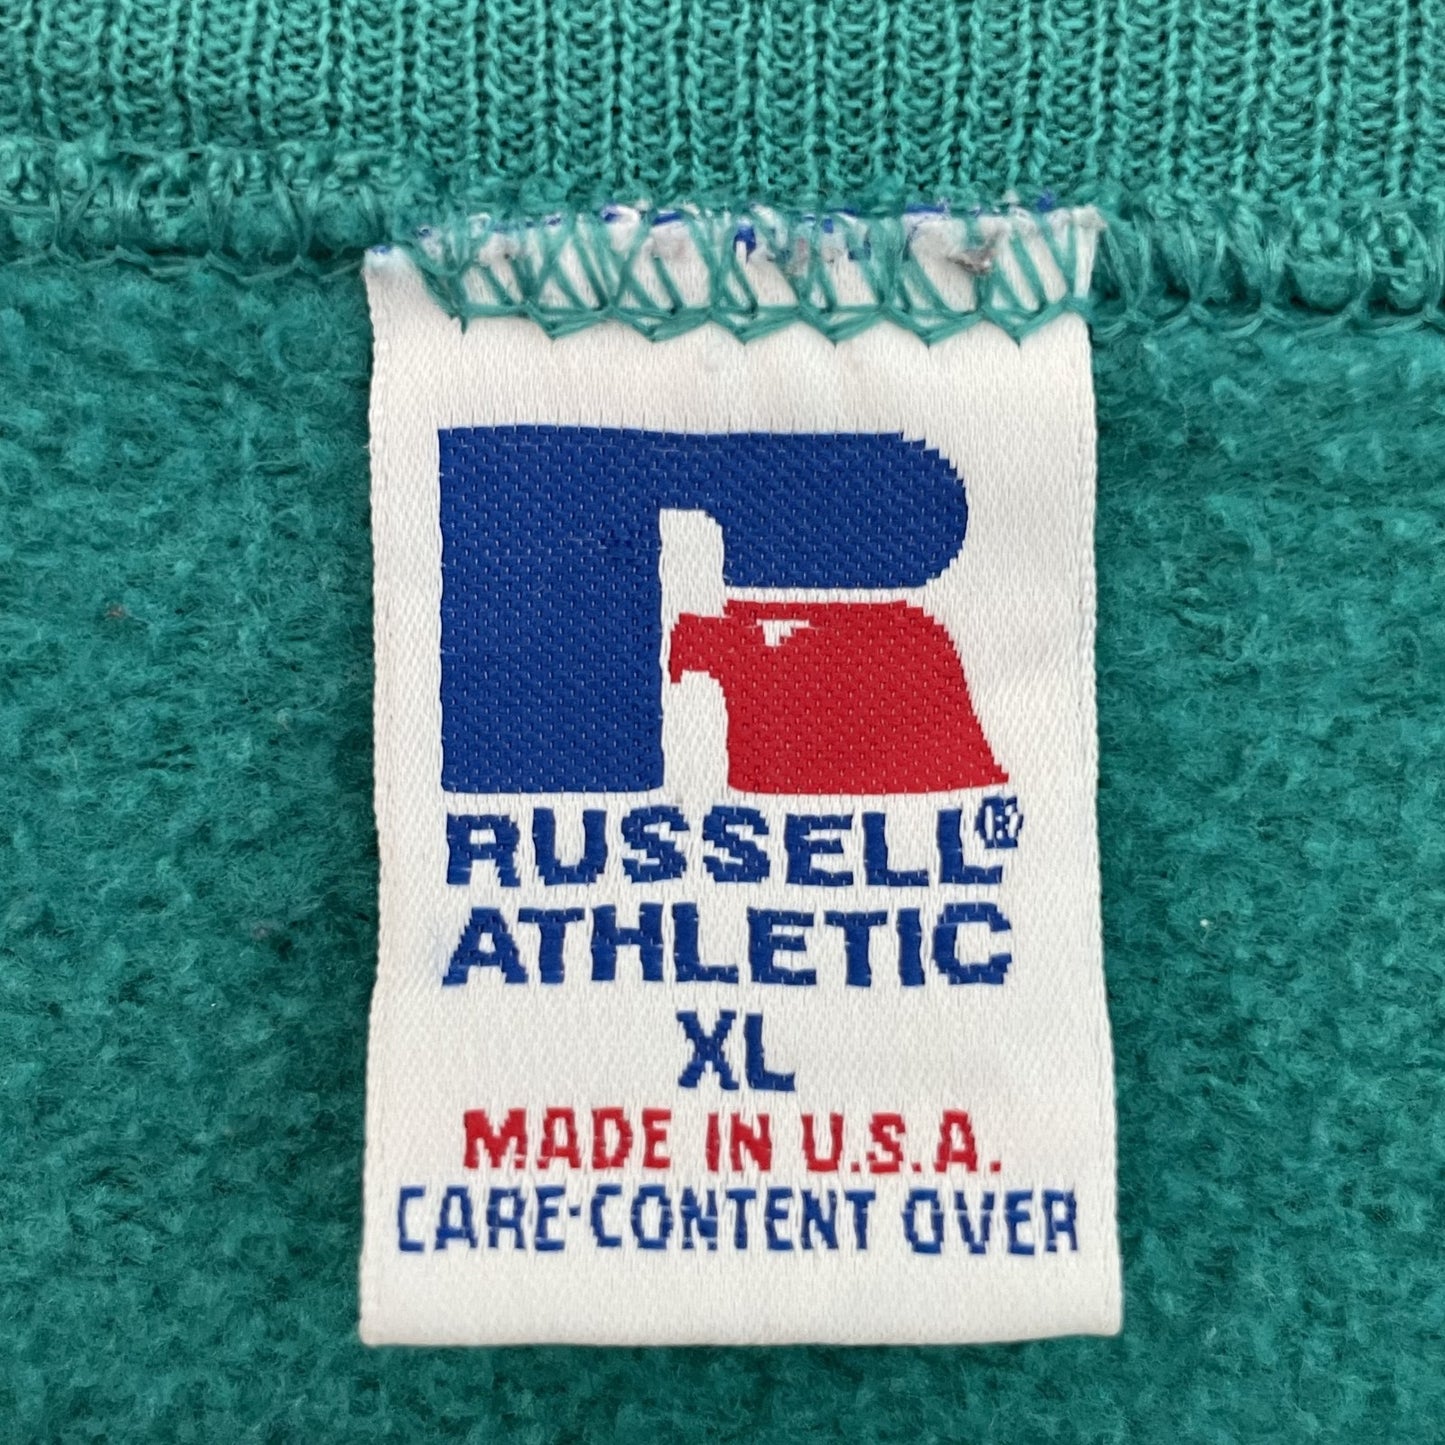 RUSSELL®
ATHLETIC
XL
MADE IN U.S.A.
CARE-CONTENT OVER